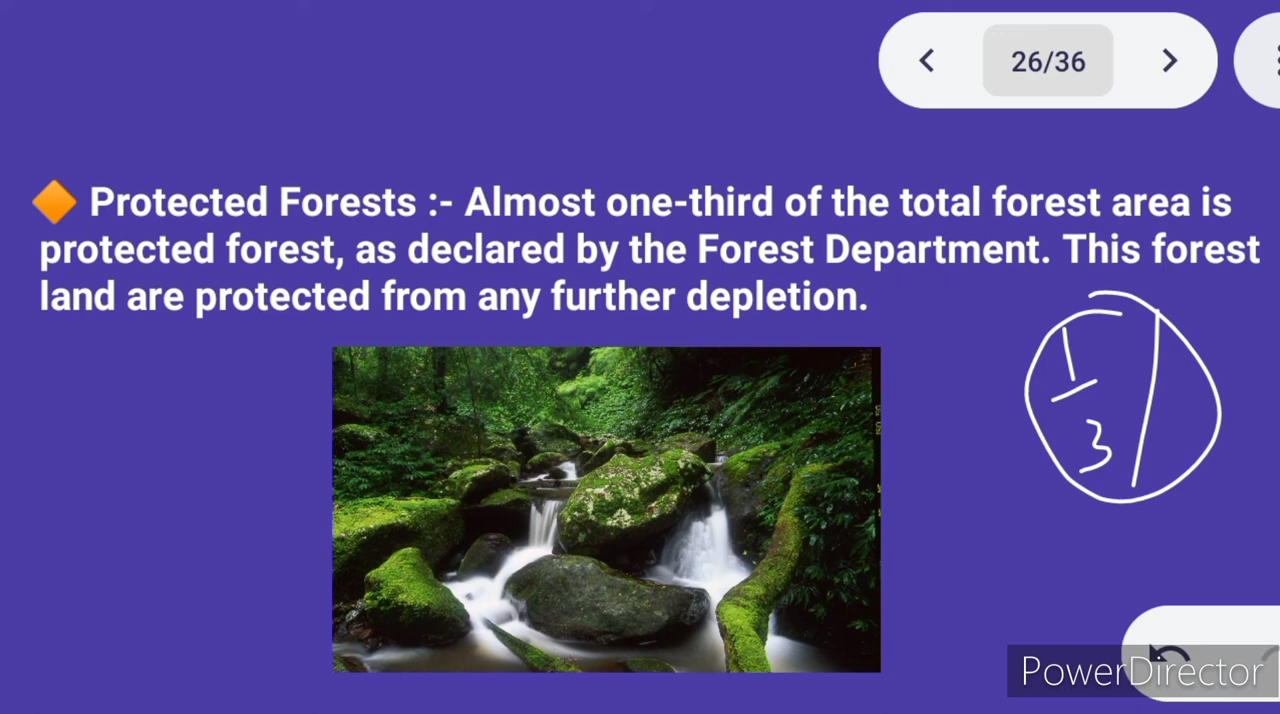 26/36
Protected Forests :- Almost one-third of the total forest area is
protected forest, as declared by the Forest Department. This forest
land are protected from any further depletion.
1
3
PowerDirector